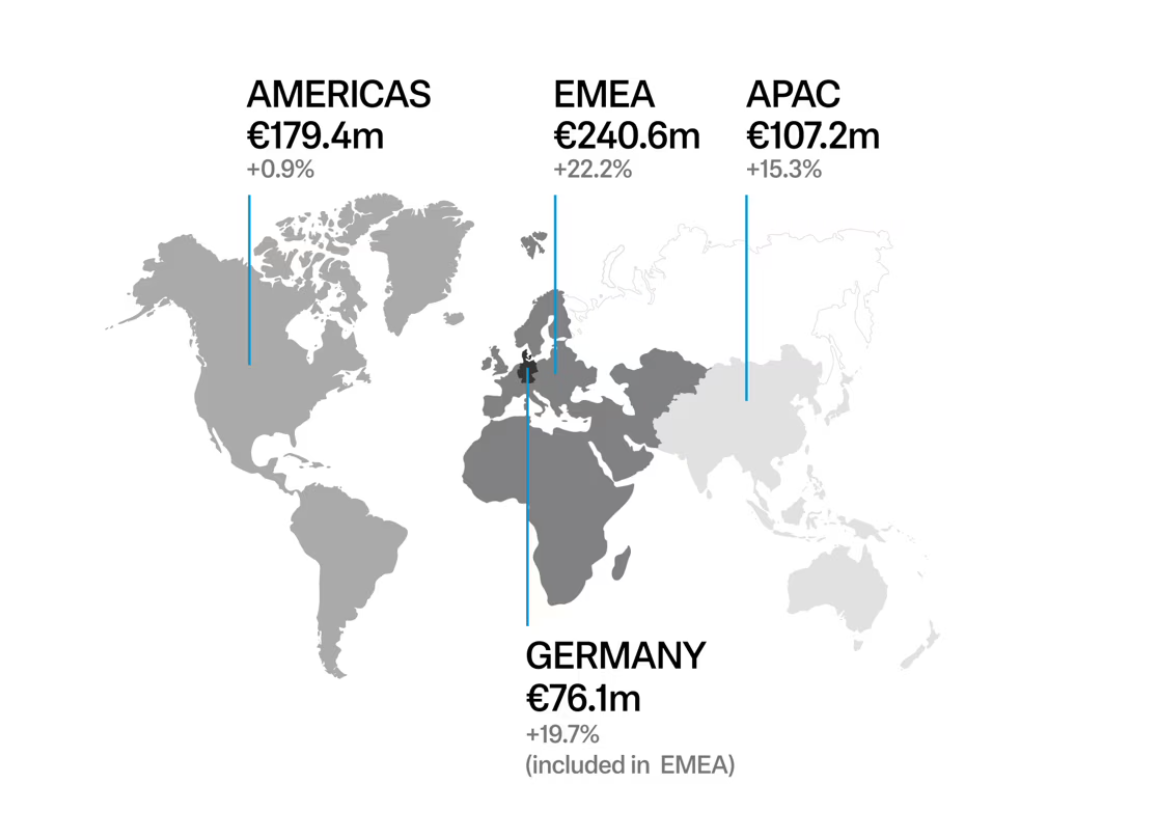 AMERICAS
€179.4m
+0.9%
EMEA
€240.6m
+22.2%
APAC
€107.2m
+15.3%
GERMANY
€76.1m
+19.7%
(included in EMEA)